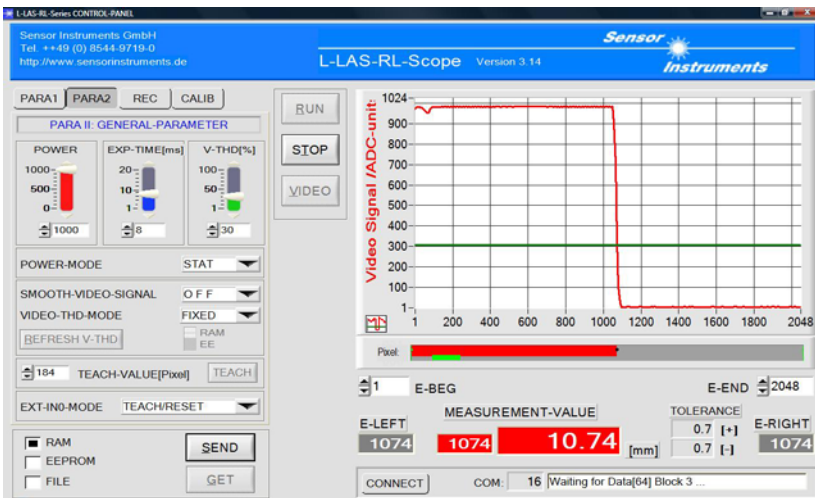 L-LAS-RL-Series CONTROL-PANEL
Sensor Instruments GmbH
Tel. ++49 (0) 8544-9719-0
http://www.sensorinstruments.de
L-LAS-RL-Scope Version 3.14
Sensor
Instruments
PARA1 PARA2 REC CALIB
PARA II: GENERAL-PARAMETER
POWER EXP-TIME[ms] V-THD[%]
1000 20 100
500 10 50
0 1 1
1000 8 30
POWER-MODE STAT
SMOOTH-VIDEO-SIGNAL OFF
VIDEO-THD-MODE FIXED
REFRESH V-THD RAM
EE
184 TEACH-VALUE[Pixel] TEACH
EXT-IN0-MODE TEACH/RESET
RAM
EEPROM
FILE
SEND
GET
RUN
STOP
VIDEO
Video Signal /ADC-unit
1024
900
800
700
600
500
400
300
200
100
1
1 200 400 600 800 1000 1200 1400 1600 1800 2048
Pixel:
1 E-BEG E-END 2048
E-LEFT MEASUREMENT-VALUE TOLERANCE E-RIGHT
1074 1074 10.74 [mm] 0.7 [+] 1074
0.7 [-]
CONNECT COM: 16 Waiting for Data[64] Block 3 ...